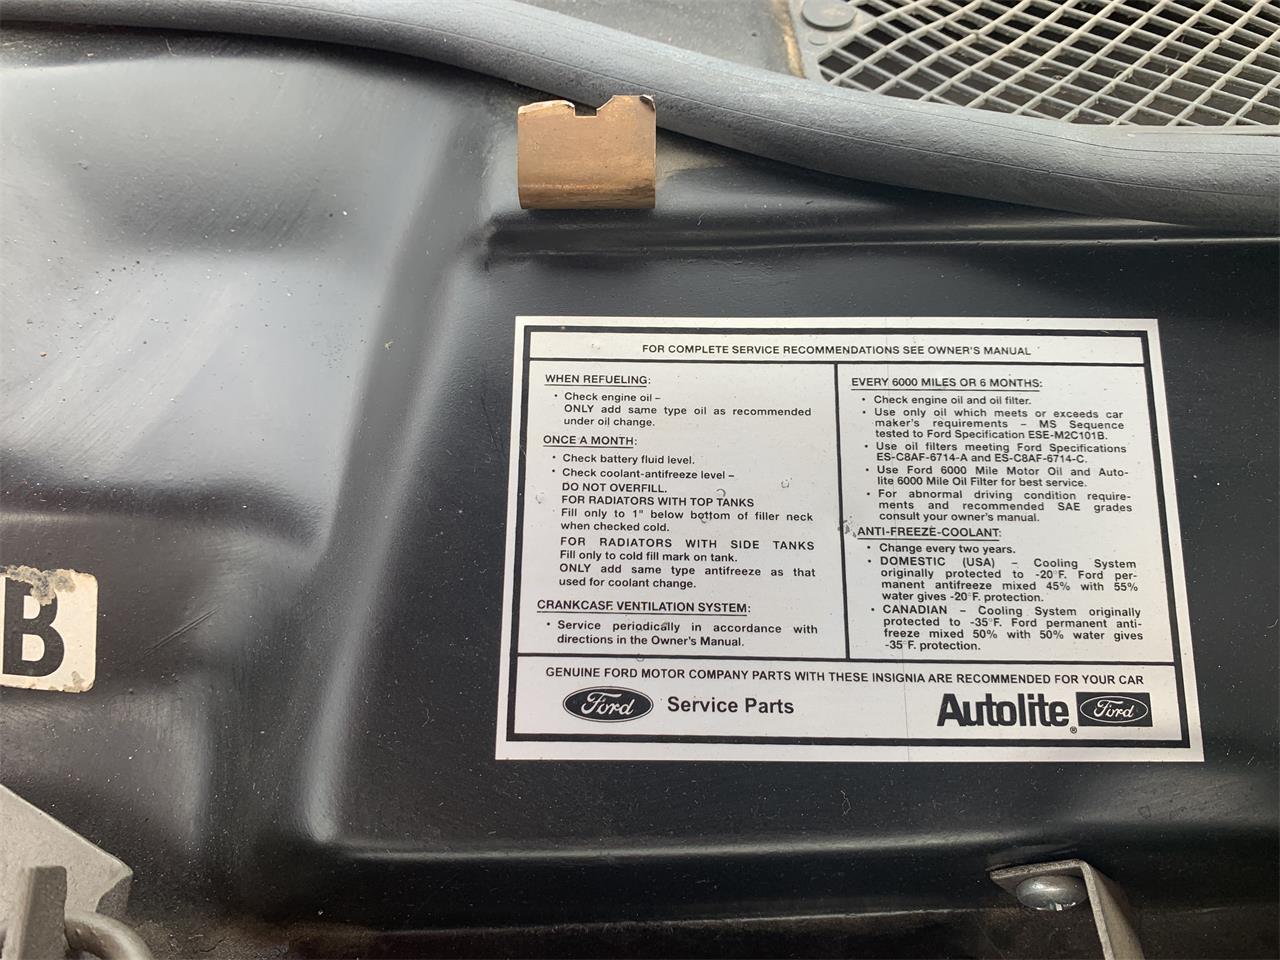 FOR COMPLETE SERVICE RECOMMENDATIONS SEE OWNER'S MANUAL
WHEN REFUELING:
• Check engine oil –
ONLY add same type oil as recommended
under oil change.
ONCE A MONTH:
• Check battery fluid level.
• Check coolant-antifreeze level –
DO NOT OVERFILL.
FOR RADIATORS WITH TOP TANKS
Fill only to 1" below bottom of filler neck
when checked cold.
FOR RADIATORS WITH SIDE TANKS
Fill only to cold fill mark on tank.
ONLY add same type antifreeze as that
used for coolant change.
CRANKCASE VENTILATION SYSTEM:
• Service periodically in accordance with
directions in the Owner's Manual.
EVERY 6000 MILES OR 6 MONTHS:
• Check engine oil and oil filter.
• Use only oil which meets or exceeds car
maker's requirements – MS Sequence
tested to Ford Specification ESE-M2C101B.
• Use oil filters meeting Ford Specifications
ES-C8AF-6714-A and ES-C8AF-6714-C.
• Use Ford 6000 Mile Motor Oil and Auto-
lite 6000 Mile Oil Filter for best service.
• For abnormal driving condition require-
ments and recommended SAE grades
consult your owner's manual.
ANTI-FREEZE-COOLANT:
• Change every two years.
• DOMESTIC (USA) – Cooling System
originally protected to -20°F. Ford per-
manent antifreeze mixed 45% with 55%
water gives -20°F. protection.
• CANADIAN – Cooling System originally
protected to -35°F. Ford permanent anti-
freeze mixed 50% with 50% water gives
-35°F. protection.
GENUINE FORD MOTOR COMPANY PARTS WITH THESE INSIGNIA ARE RECOMMENDED FOR YOUR CAR
Ford Service Parts
Autolite® Ford
B